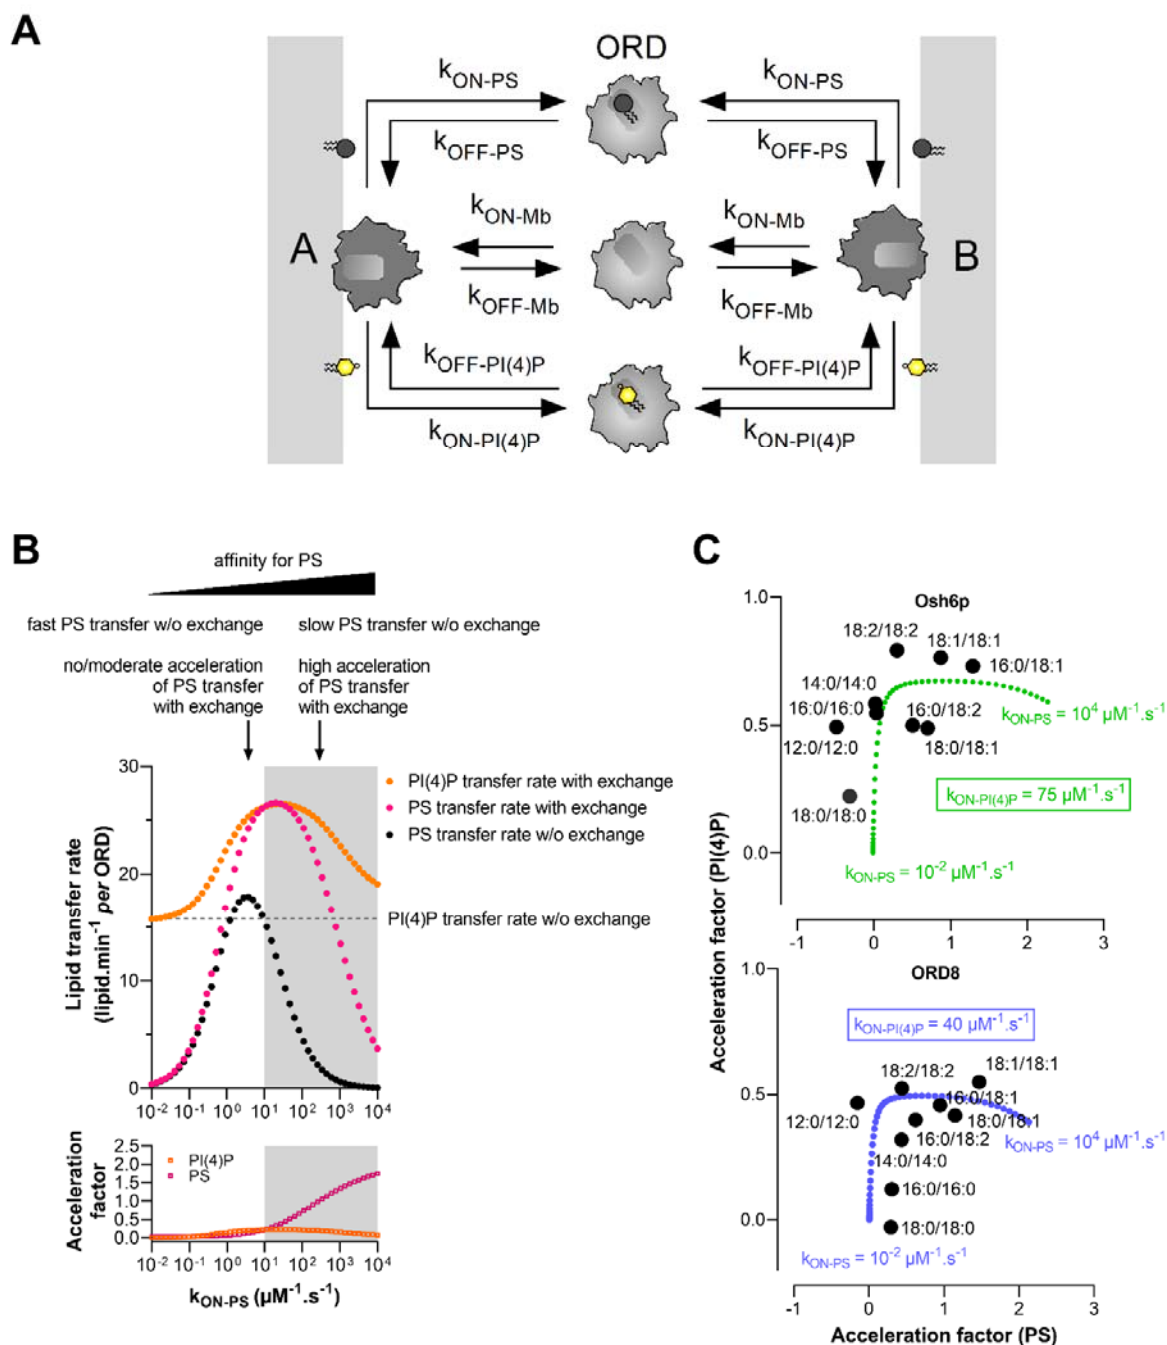 A
ORD
kON-PS
kON-PS
kOFF-PS
kOFF-PS
kON-Mb
kON-Mb
A
B
kOFF-Mb
kOFF-Mb
kOFF-PI(4)P
kOFF-PI(4)P
kON-PI(4)P
kON-PI(4)P
B
affinity for PS
fast PS transfer w/o exchange
slow PS transfer w/o exchange
no/moderate acceleration
of PS transfer
with exchange
high acceleration
of PS transfer
with exchange
30
20
10
0
Lipid transfer rate
(lipid.min⁻¹ per ORD)
PI(4)P transfer rate with exchange
PS transfer rate with exchange
PS transfer rate w/o exchange
PI(4)P transfer rate w/o exchange
10⁻² 10⁻¹ 10⁰ 10¹ 10² 10³ 10⁴
2.5
2.0
1.5
1.0
0.5
0.0
Acceleration
factor
PI(4)P
PS
10⁻² 10⁻¹ 10⁰ 10¹ 10² 10³ 10⁴
kON-PS (µM⁻¹.s⁻¹)
C
1.0
0.5
0.0
Osh6p
18:2/18:2
18:1/18:1
16:0/18:1
14:0/14:0
16:0/16:0
16:0/18:2
12:0/12:0
18:0/18:1
18:0/18:0
kON-PS = 10⁴ µM⁻¹.s⁻¹
kON-PI(4)P = 75 µM⁻¹.s⁻¹
kON-PS = 10⁻² µM⁻¹.s⁻¹
-1 0 1 2 3
Acceleration factor (PI(4)P)
ORD8
1.0
0.5
0.0
kON-PI(4)P = 40 µM⁻¹.s⁻¹
18:1/18:1
18:2/18:2
16:0/18:1
12:0/12:0
18:0/18:1
16:0/18:2
14:0/14:0
16:0/16:0
18:0/18:0
kON-PS = 10⁴ µM⁻¹.s⁻¹
kON-PS = 10⁻² µM⁻¹.s⁻¹
-1 0 1 2 3
Acceleration factor (PS)